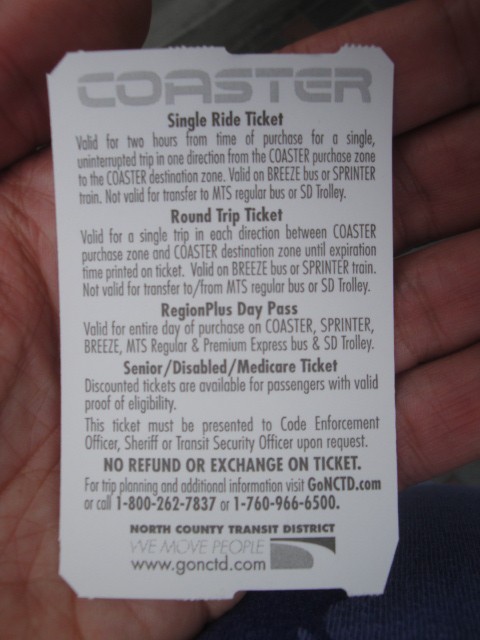 COASTER
Single Ride Ticket
Valid for two hours from time of purchase for a single,
uninterrupted trip in one direction from the COASTER purchase zone
to the COASTER destination zone. Valid on BREEZE bus or SPRINTER
train. Not valid for transfer to MTS regular bus or SD Trolley.
Round Trip Ticket
Valid for a single trip in each direction between COASTER
purchase zone and COASTER destination zone until expiration
time printed on ticket. Valid on BREEZE bus or SPRINTER train.
Not valid for transfer to/from MTS regular bus or SD Trolley.
RegionPlus Day Pass
Valid for entire day of purchase on COASTER, SPRINTER,
BREEZE, MTS Regular & Premium Express bus & SD Trolley.
Senior/Disabled/Medicare Ticket
Discounted tickets are available for passengers with valid
proof of eligibility.
This ticket must be presented to Code Enforcement
Officer, Sheriff or Transit Security Officer upon request.
NO REFUND OR EXCHANGE ON TICKET.
For trip planning and additional information visit GoNCTD.com
or call 1-800-262-7837 or 1-760-966-6500.
NORTH COUNTY TRANSIT DISTRICT
WE MOVE PEOPLE
www.gonctd.com